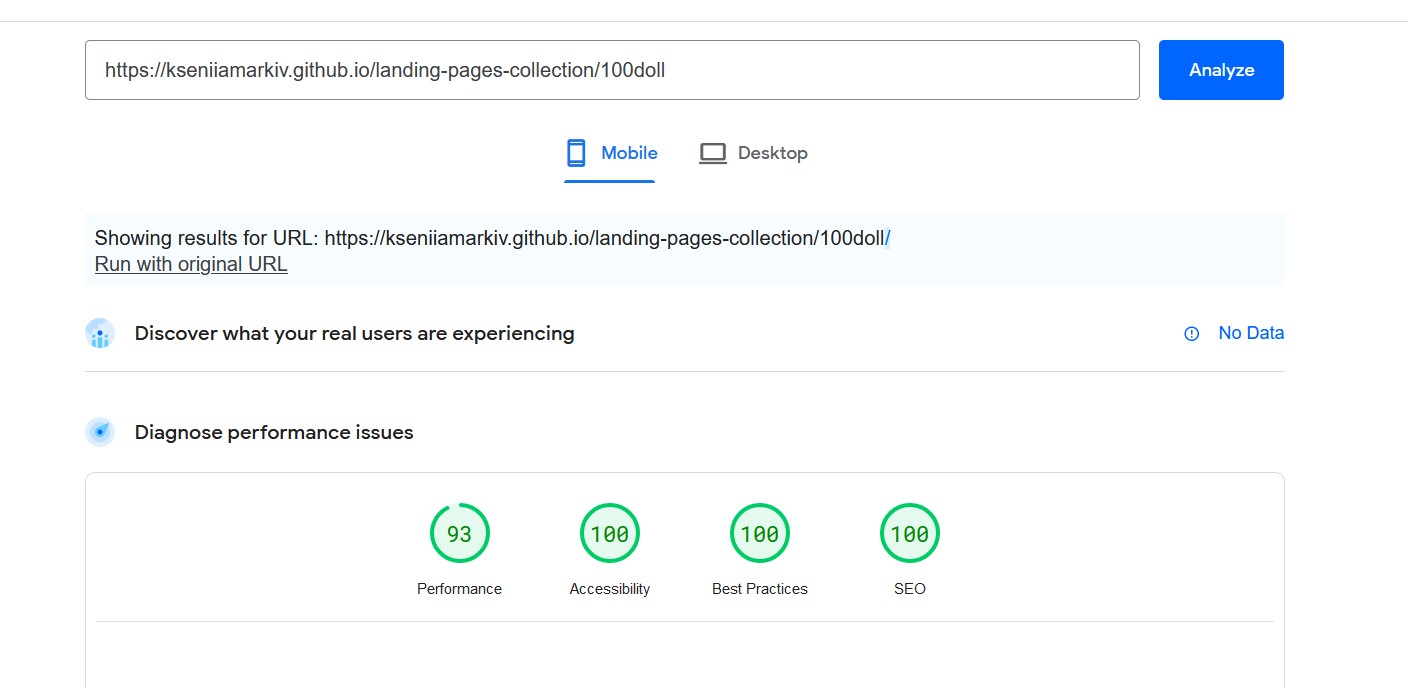 https://kseniiamarkiv.github.io/landing-pages-collection/100doll
Analyze
Mobile
Desktop
Showing results for URL: https://kseniiamarkiv.github.io/landing-pages-collection/100doll/
Run with original URL
Discover what your real users are experiencing
No Data
Diagnose performance issues
93
100
100
100
Performance
Accessibility
Best Practices
SEO